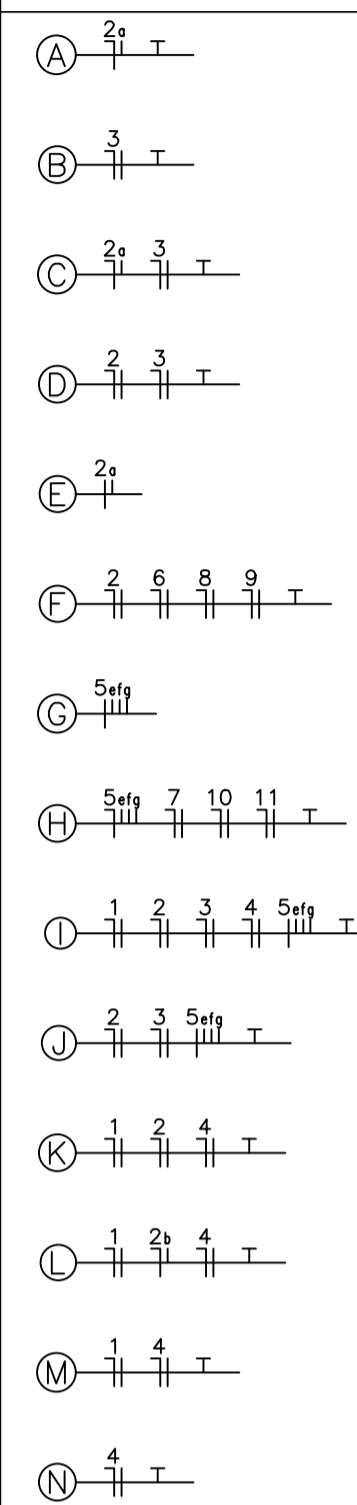 A 2a
B 3
C 2a 3
D 2 3
E 2a
F 2 6 8 9
G 5efg
H 5efg 7 10 11
I 1 2 3 4 5efg
J 2 3 5efg
K 1 2 4
L 1 2b 4
M 1 4
N 4